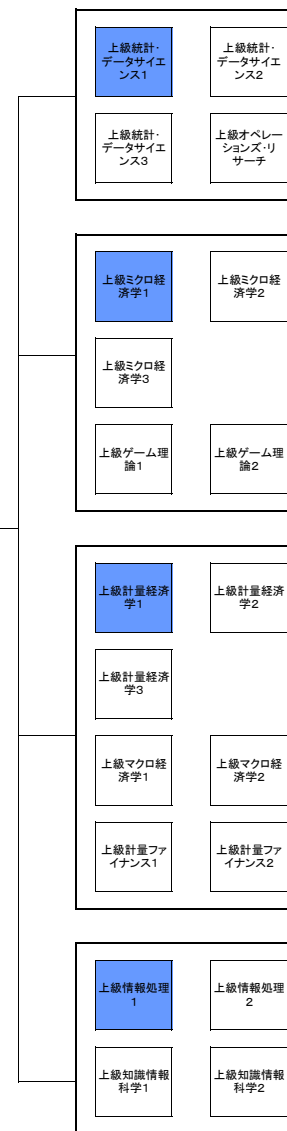 上級統計・
データサイエ
ンス1
上級統計・
データサイエ
ンス2
上級統計・
データサイエ
ンス3
上級オペレー
ションズ・リ
サーチ
上級ミクロ経
済学1
上級ミクロ経
済学2
上級ミクロ経
済学3
上級ゲーム理
論1
上級ゲーム理
論2
上級計量経済
学1
上級計量経済
学2
上級計量経済
学3
上級マクロ経
済学1
上級マクロ経
済学2
上級計量ファ
イナンス1
上級計量ファ
イナンス2
上級情報処理
1
上級情報処理
2
上級知識情報
科学1
上級知識情報
科学2